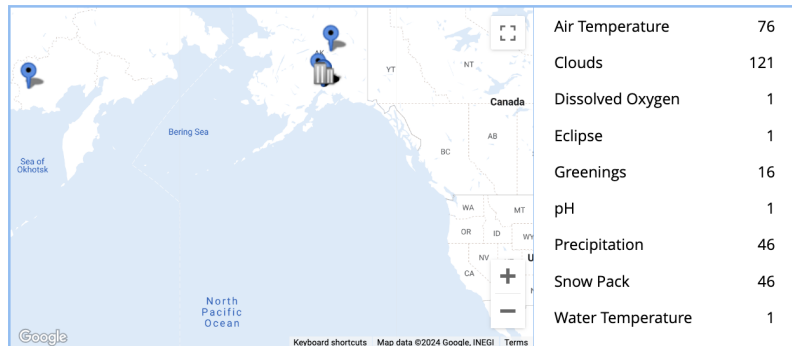 AK
YT
NT
Canada
Bering Sea
AB
BC
Sea of
Okhotsk
WA
MT
OR
ID
WY
NV
U
CA
North
Pacific
Ocean
Google
Keyboard shortcuts Map data ©2024 Google, INEGI Terms
Air Temperature 76
Clouds 121
Dissolved Oxygen 1
Eclipse 1
Greenings 16
pH 1
Precipitation 46
Snow Pack 46
Water Temperature 1